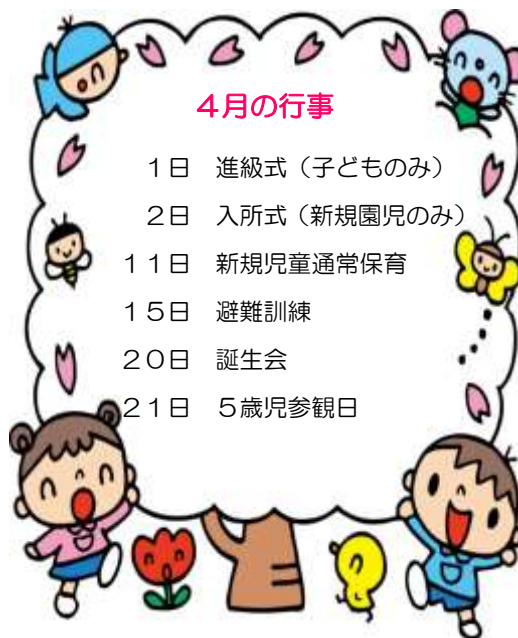 ４月の行事
１日　進級式（子どものみ）
２日　入所式（新規園児のみ）
１１日　新規児童通常保育
１５日　避難訓練
２０日　誕生会
２１日　５歳児参観日